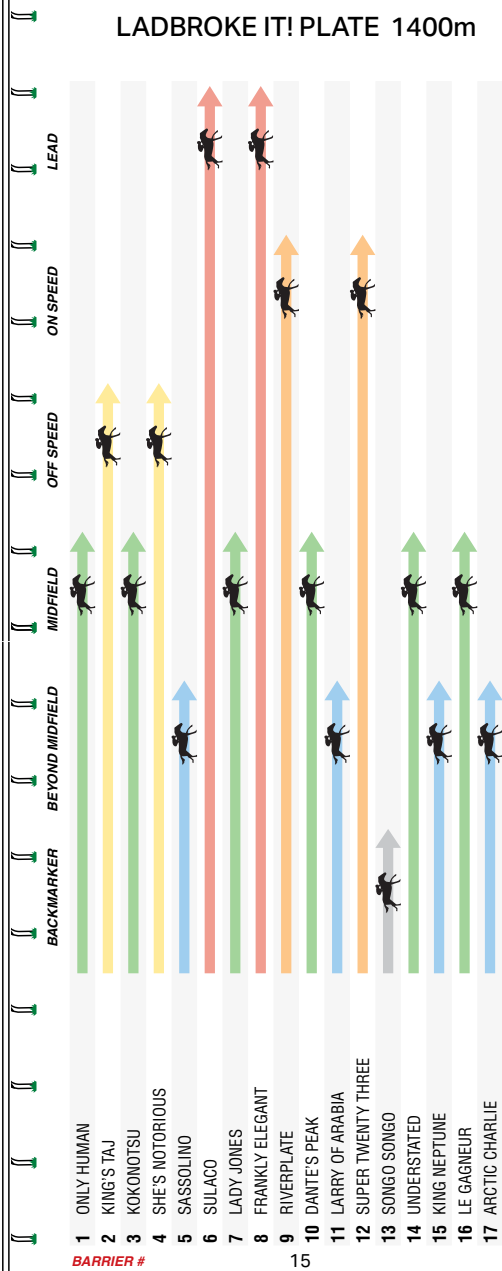 LADBROKE IT! PLATE 1400m
LEAD
ON SPEED
OFF SPEED
MIDFIELD
BEYOND MIDFIELD
BACKMARKER
1 ONLY HUMAN
2 KING'S TAJ
3 KOKONOTSU
4 SHE'S NOTORIOUS
5 SASSOLINO
6 SULACO
7 LADY JONES
8 FRANKLY ELEGANT
9 RIVERPLATE
10 DANTE'S PEAK
11 LARRY OF ARABIA
12 SUPER TWENTY THREE
13 SONGO SONGO
14 UNDERSTATED
15 KING NEPTUNE
16 LE GAGNEUR
17 ARCTIC CHARLIE
BARRIER #
15